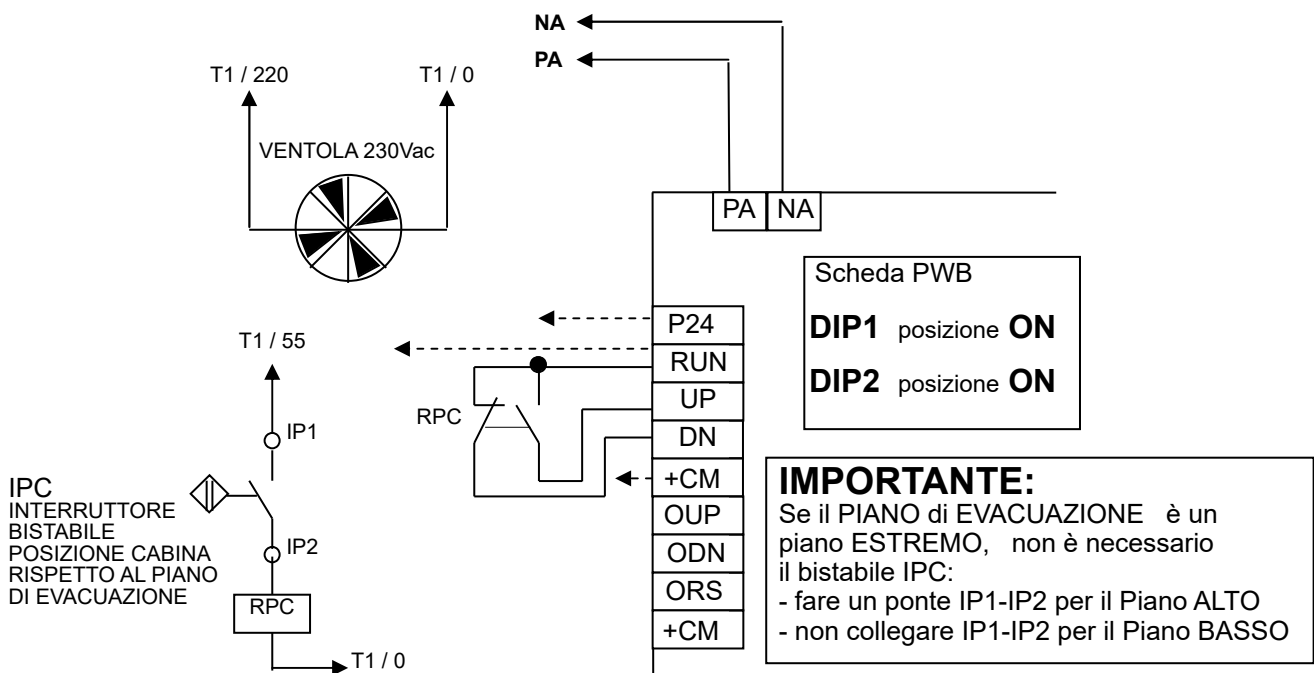 NA
PA
T1 / 220
T1 / 0
VENTOLA 230Vac
PA
NA
Scheda PWB
DIP1 posizione ON
DIP2 posizione ON
P24
RUN
UP
DN
+CM
OUP
ODN
ORS
+CM
RPC
T1 / 55
IP1
IPC
INTERRUTTORE
BISTABILE
POSIZIONE CABINA
RISPETTO AL PIANO
DI EVACUAZIONE
IP2
RPC
T1 / 0
IMPORTANTE:
Se il PIANO di EVACUAZIONE è un
piano ESTREMO, non è necessario
il bistabile IPC:
- fare un ponte IP1-IP2 per il Piano ALTO
- non collegare IP1-IP2 per il Piano BASSO